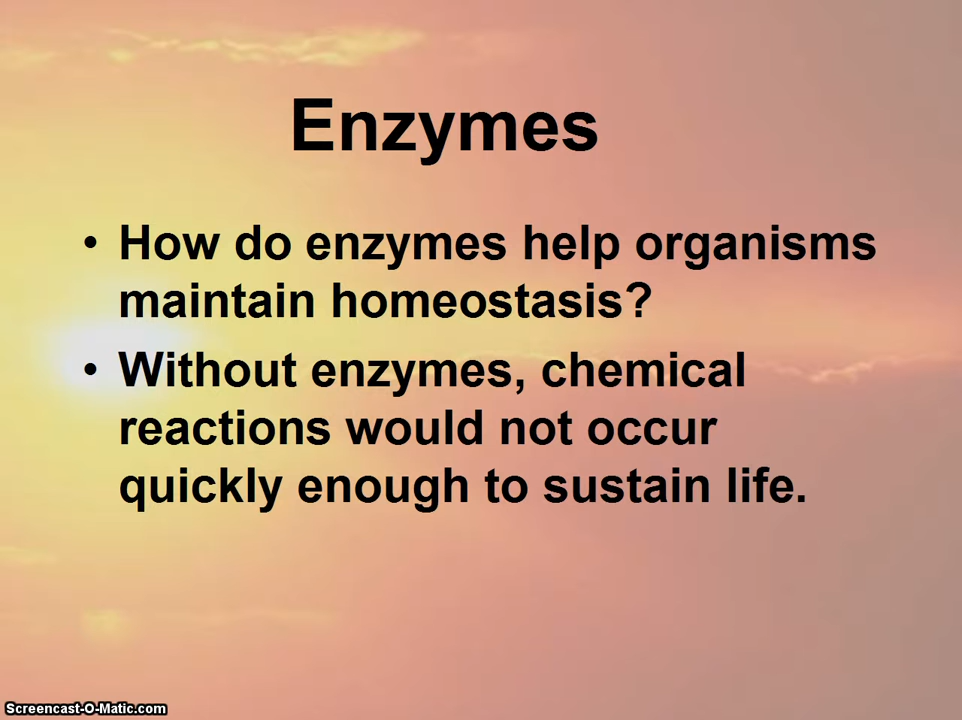 Enzymes
• How do enzymes help organisms
maintain homeostasis?
• Without enzymes, chemical
reactions would not occur
quickly enough to sustain life.
Screencast-O-Matic.com